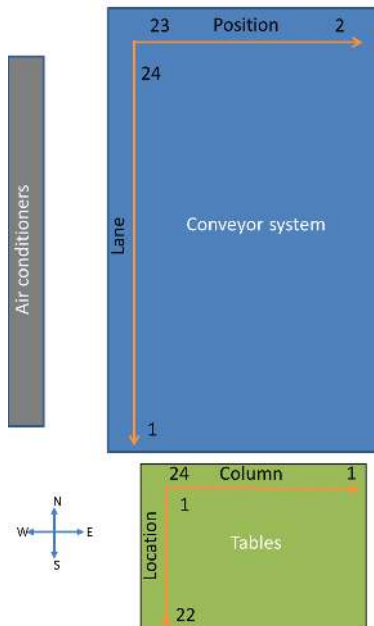 23 Position 2
24
Air conditioners
Lane
Conveyor system
1
24 Column 1
1
N
W E
S
Location
Tables
22